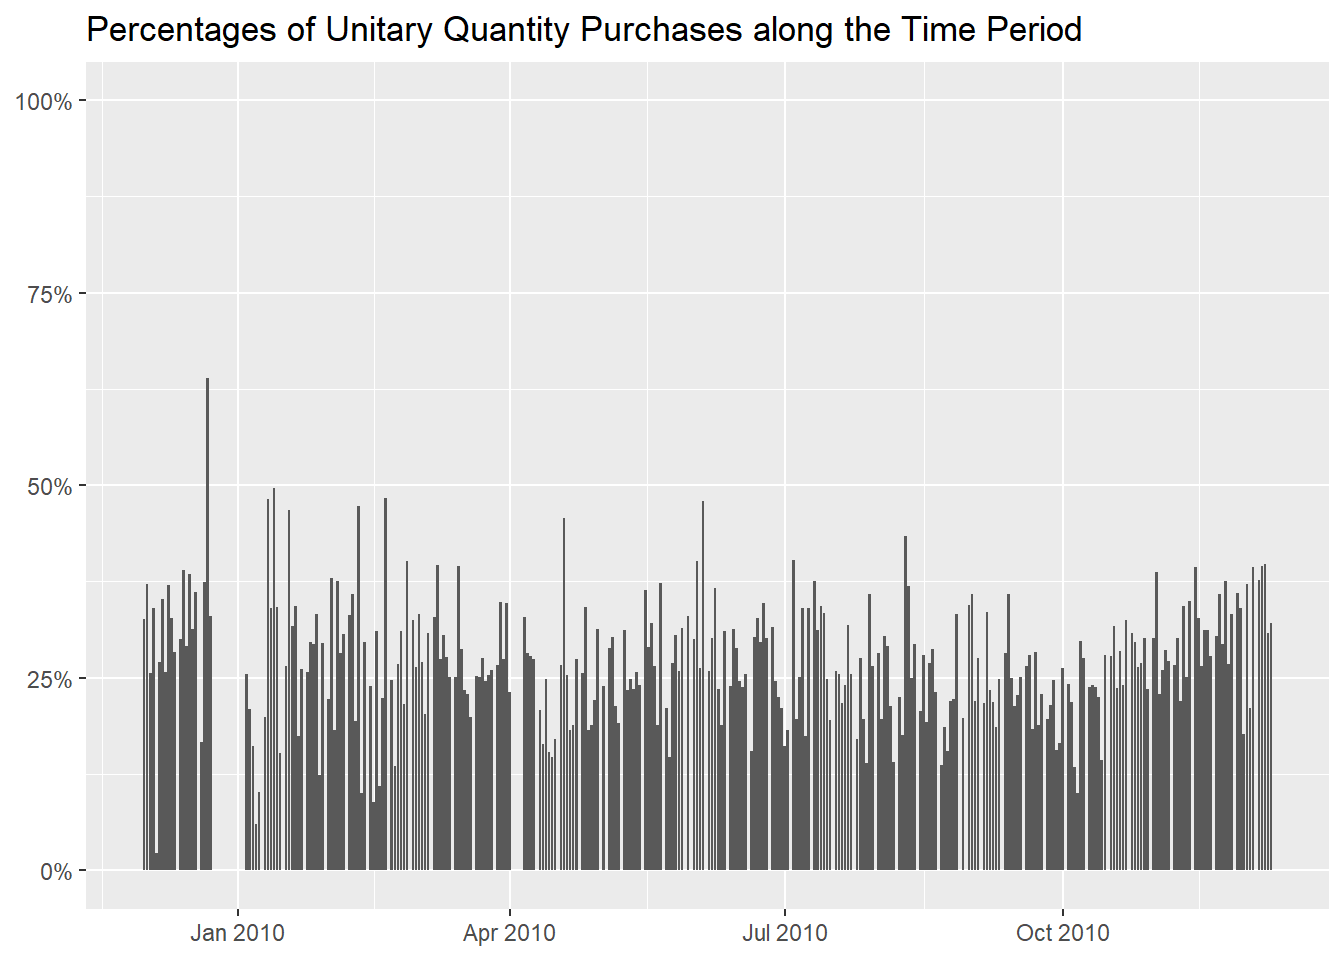 Percentages of Unitary Quantity Purchases along the Time Period
100%
75%
50%
25%
0%
Jan 2010
Apr 2010
Jul 2010
Oct 2010